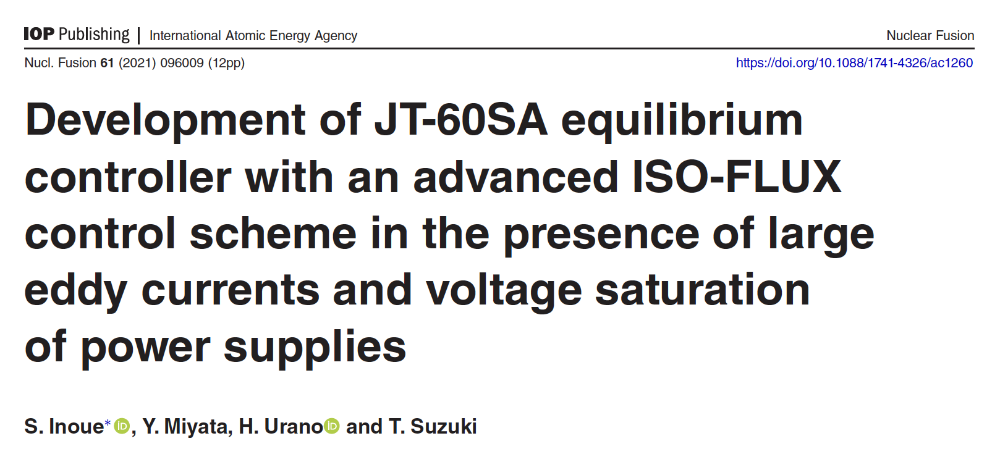 IOP Publishing | International Atomic Energy Agency Nuclear Fusion
Nucl. Fusion 61 (2021) 096009 (12pp) https://doi.org/10.1088/1741-4326/ac1260
Development of JT-60SA equilibrium
controller with an advanced ISO-FLUX
control scheme in the presence of large
eddy currents and voltage saturation
of power supplies
S. Inoue* iD, Y. Miyata, H. Urano iD and T. Suzuki